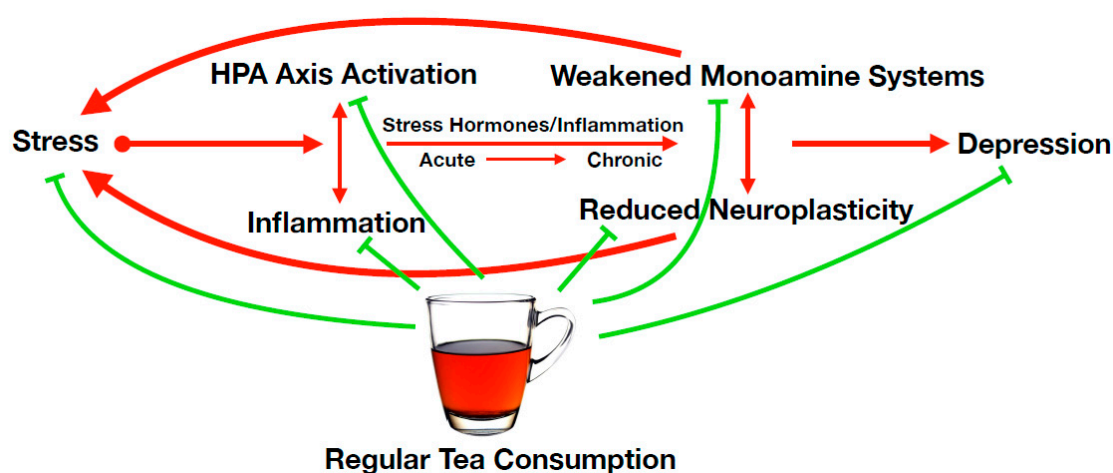 HPA Axis Activation
Weakened Monoamine Systems
Stress Hormones/Inflammation
Stress
Acute
Chronic
Depression
Inflammation
Reduced Neuroplasticity
Regular Tea Consumption